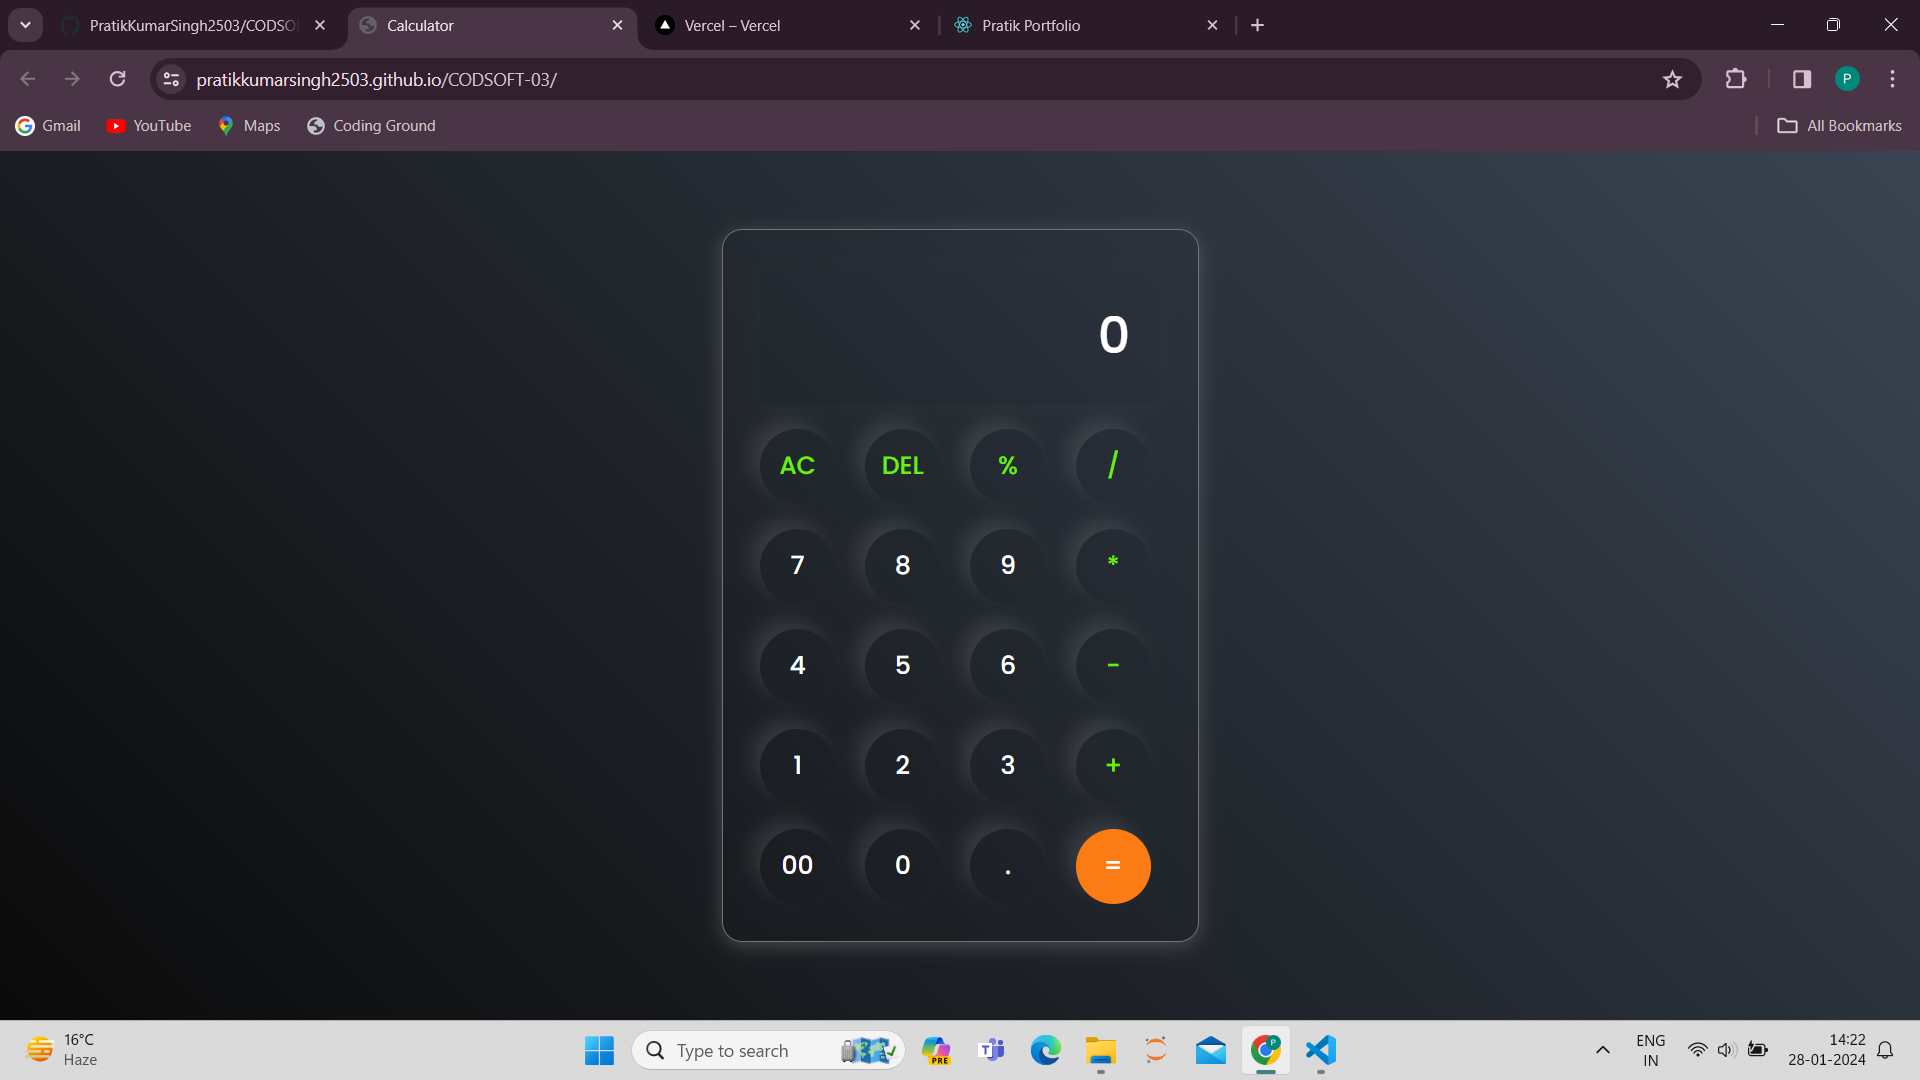 PratikKumarSingh2503/CODSO
Calculator
Vercel – Vercel
Pratik Portfolio
pratikkumarsingh2503.github.io/CODSOFT-03/
P
Gmail
YouTube
Maps
Coding Ground
All Bookmarks
0
AC DEL % /
7 8 9 *
4 5 6 -
1 2 3 +
00 0 . =
16°C
Haze
Type to search
PRE
ENG
IN
14:22
28-01-2024